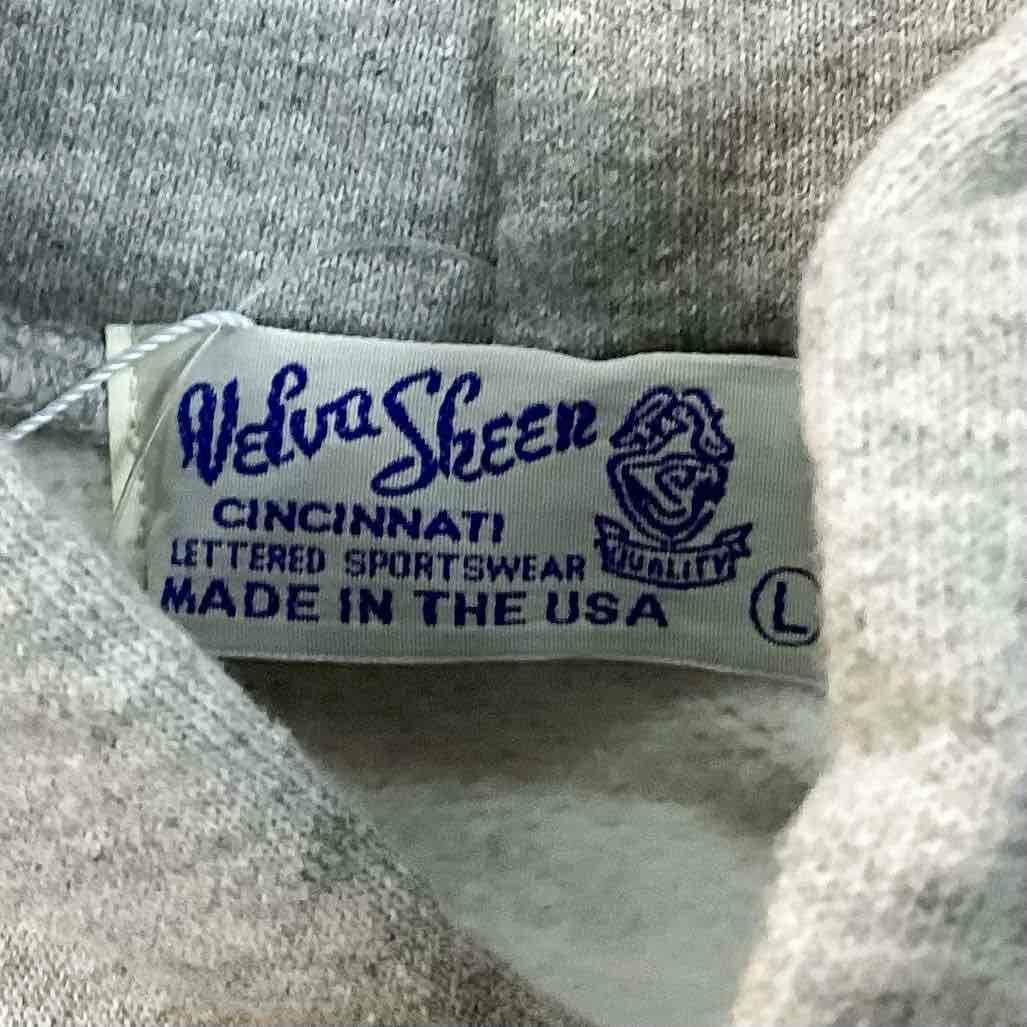 Velva Sheen
CINCINNATI
LETTERED SPORTSWEAR
QUALITY
MADE IN THE USA
L